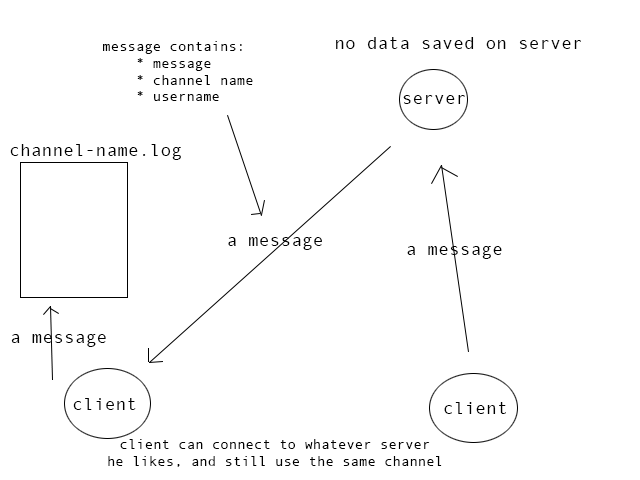 message contains:
* message
* channel name
* username
no data saved on server
server
channel-name.log
a message
a message
a message
client
client
client can connect to whatever server
he likes, and still use the same channel